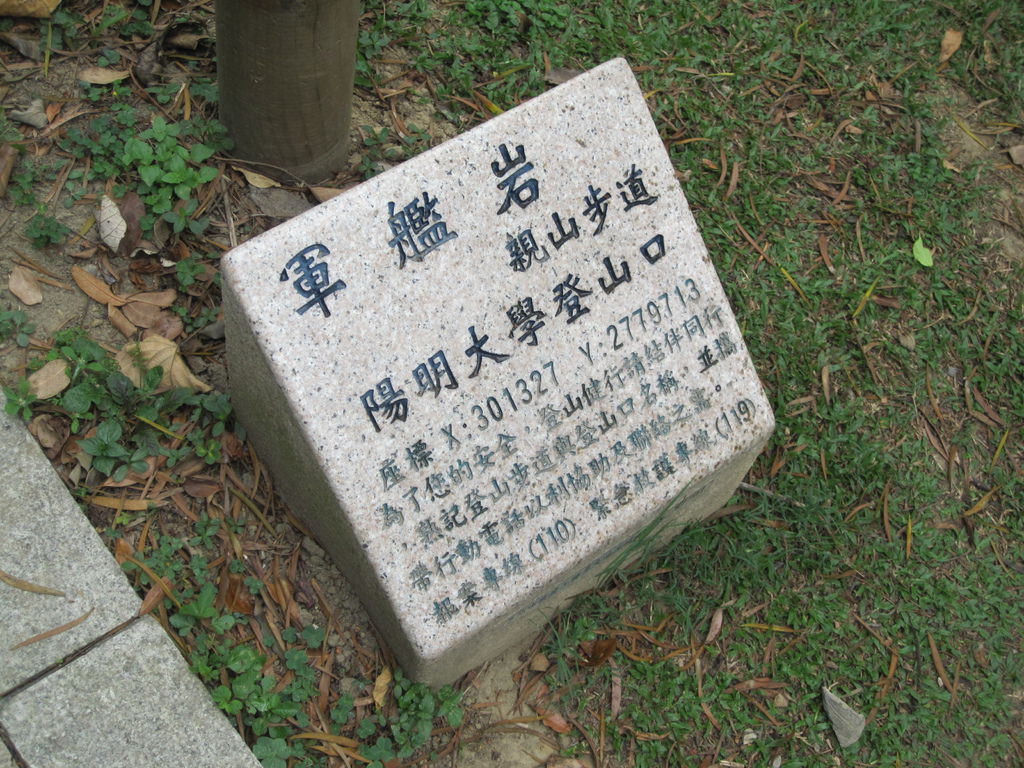 軍艦岩
親山步道
陽明大學登山口
座標 X:301327 Y:2779713
為了您的安全,登山健行請結伴同行
,熟記登山步道與登山口名稱,並攜
帶行動電話以利協助及聯絡之需。
報案專線(110) 緊急救護專線(119)